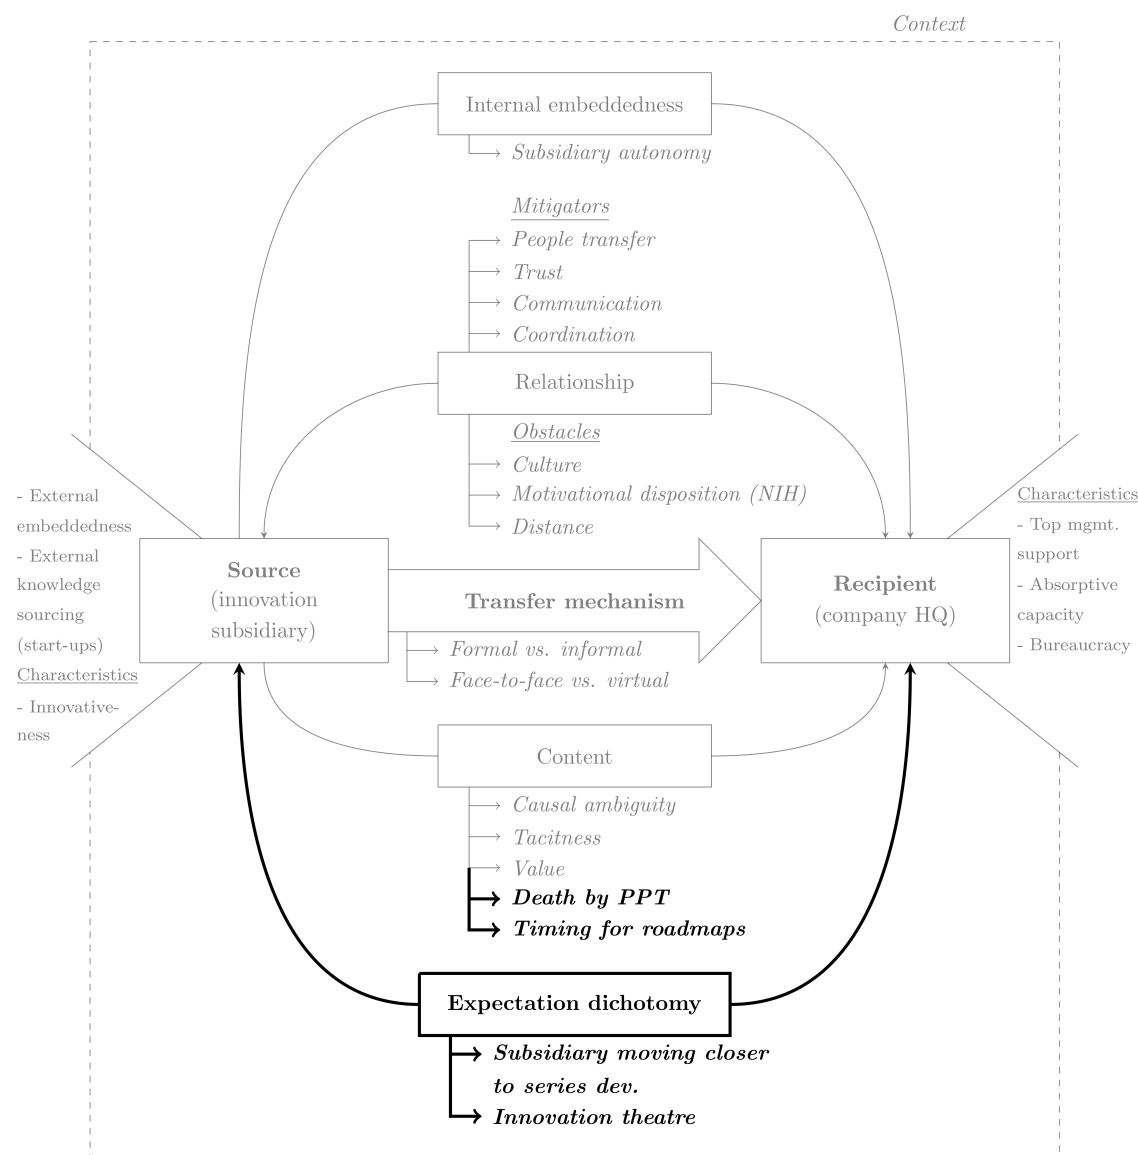 Context
Internal embeddedness
Subsidiary autonomy
Mitigators
People transfer
Trust
Communication
Coordination
Relationship
Obstacles
Culture
Motivational disposition (NIH)
Distance
- External
embeddedness
- External
knowledge
sourcing
(start-ups)
Characteristics
- Innovative-
ness
Source
(innovation
subsidiary)
Transfer mechanism
Formal vs. informal
Face-to-face vs. virtual
Recipient
(company HQ)
Characteristics
- Top mgmt.
support
- Absorptive
capacity
- Bureaucracy
Content
Causal ambiguity
Tacitness
Value
Death by PPT
Timing for roadmaps
Expectation dichotomy
Subsidiary moving closer
to series dev.
Innovation theatre